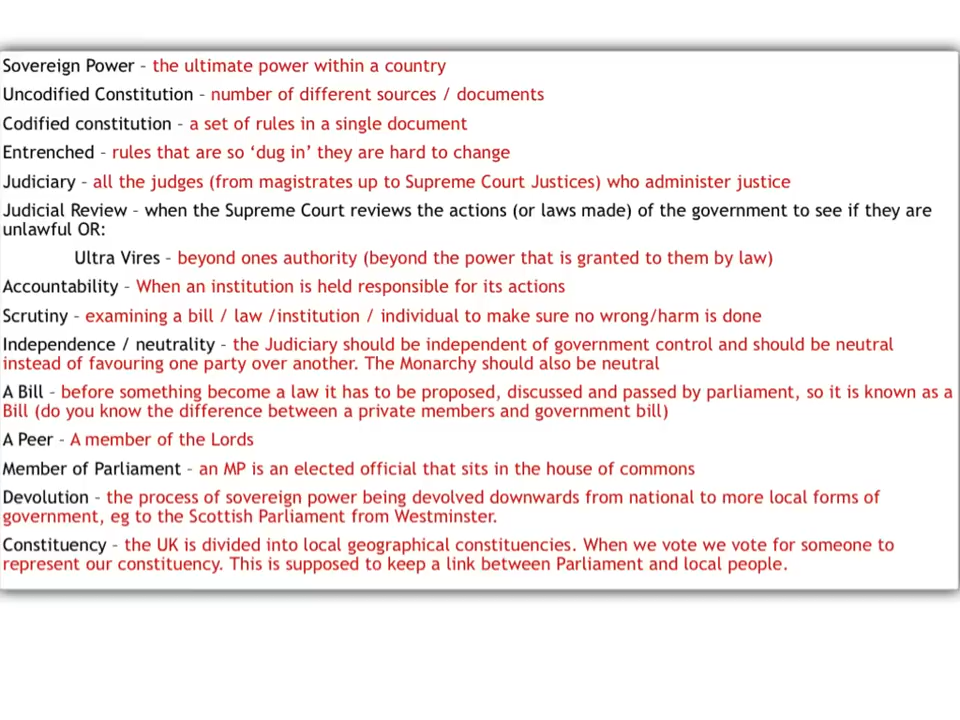 Sovereign Power – the ultimate power within a country
Uncodified Constitution – number of different sources / documents
Codified constitution – a set of rules in a single document
Entrenched – rules that are so ‘dug in’ they are hard to change
Judiciary – all the judges (from magistrates up to Supreme Court Justices) who administer justice
Judicial Review – when the Supreme Court reviews the actions (or laws made) of the government to see if they are
unlawful OR:
Ultra Vires – beyond ones authority (beyond the power that is granted to them by law)
Accountability – When an institution is held responsible for its actions
Scrutiny – examining a bill / law /institution / individual to make sure no wrong/harm is done
Independence / neutrality – the Judiciary should be independent of government control and should be neutral
instead of favouring one party over another. The Monarchy should also be neutral
A Bill – before something become a law it has to be proposed, discussed and passed by parliament, so it is known as a
Bill (do you know the difference between a private members and government bill)
A Peer – A member of the Lords
Member of Parliament – an MP is an elected official that sits in the house of commons
Devolution – the process of sovereign power being devolved downwards from national to more local forms of
government, eg to the Scottish Parliament from Westminster.
Constituency – the UK is divided into local geographical constituencies. When we vote we vote for someone to
represent our constituency. This is supposed to keep a link between Parliament and local people.